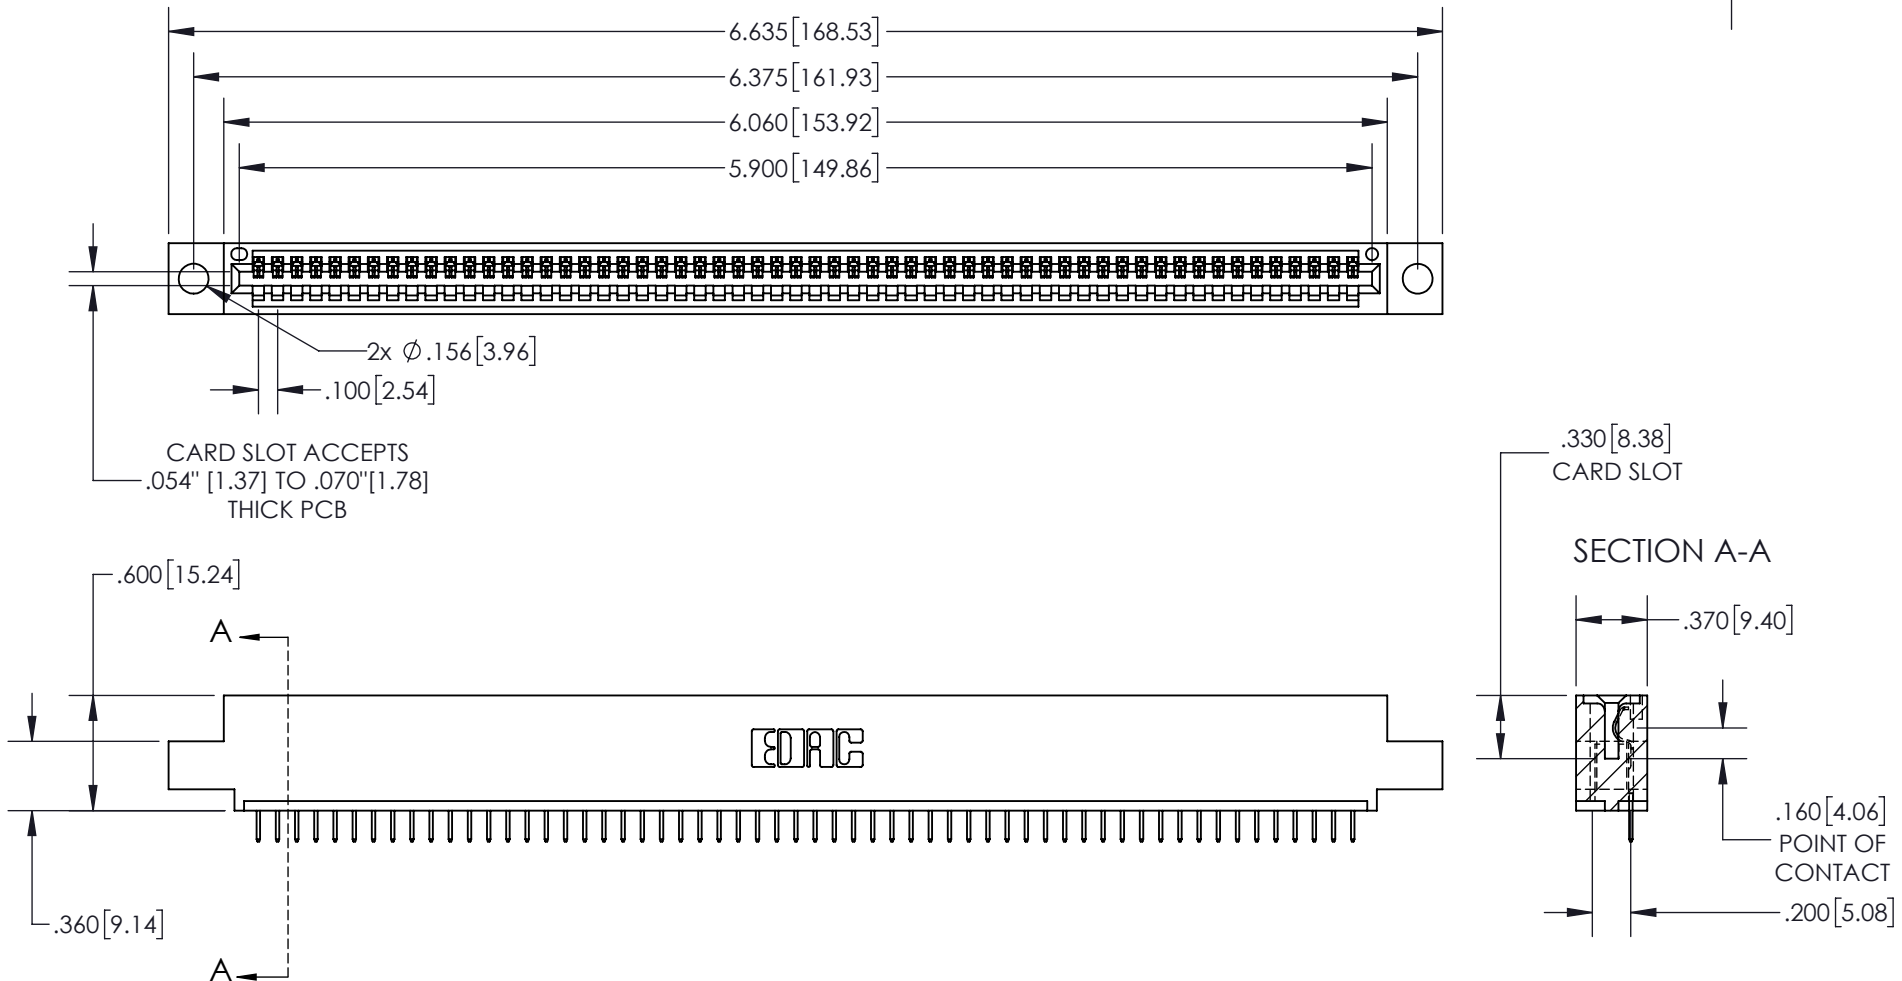 6.635[168.53]
6.375[161.93]
6.060[153.92]
5.900[149.86]
2x ∅.156[3.96]
.100[2.54]
CARD SLOT ACCEPTS
.054" [1.37] TO .070"[1.78]
THICK PCB
.330[8.38]
CARD SLOT
SECTION A-A
.600[15.24]
.370[9.40]
A
EDAC
.160[4.06]
POINT OF
CONTACT
.200[5.08]
.360[9.14]
A